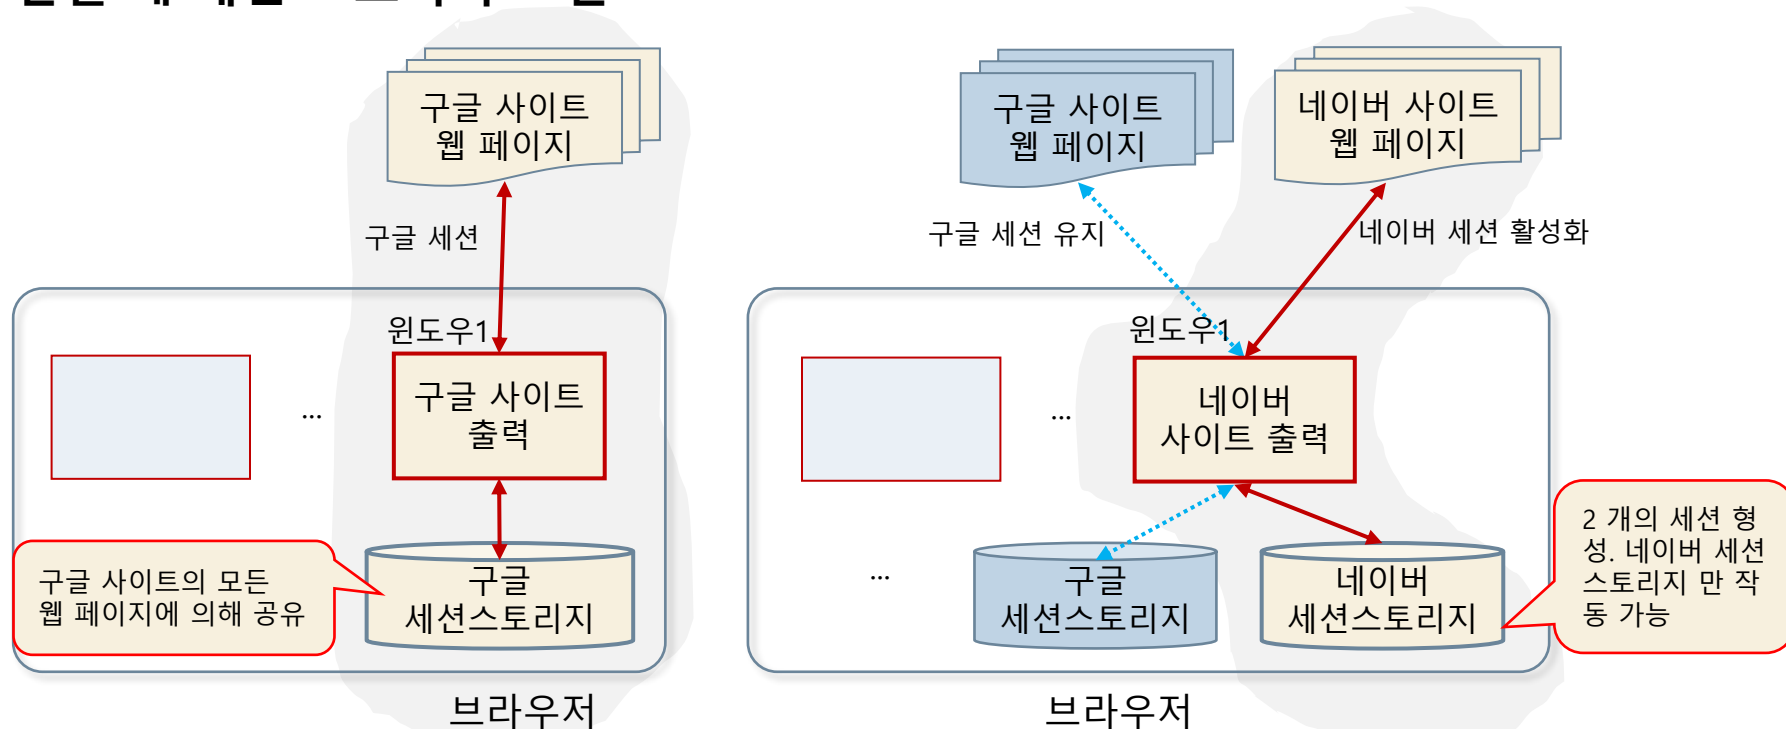 구글 사이트
웹 페이지
구글 세션
윈도우1
구글 사이트
출력
...
구글 사이트의 모든
웹 페이지에 의해 공유
구글
세션스토리지
브라우저
구글 사이트
웹 페이지
네이버 사이트
웹 페이지
구글 세션 유지
네이버 세션 활성화
윈도우1
네이버
사이트 출력
...
...
구글
세션스토리지
네이버
세션스토리지
2 개의 세션 형
성. 네이버 세션
스토리지 만 작
동 가능
브라우저